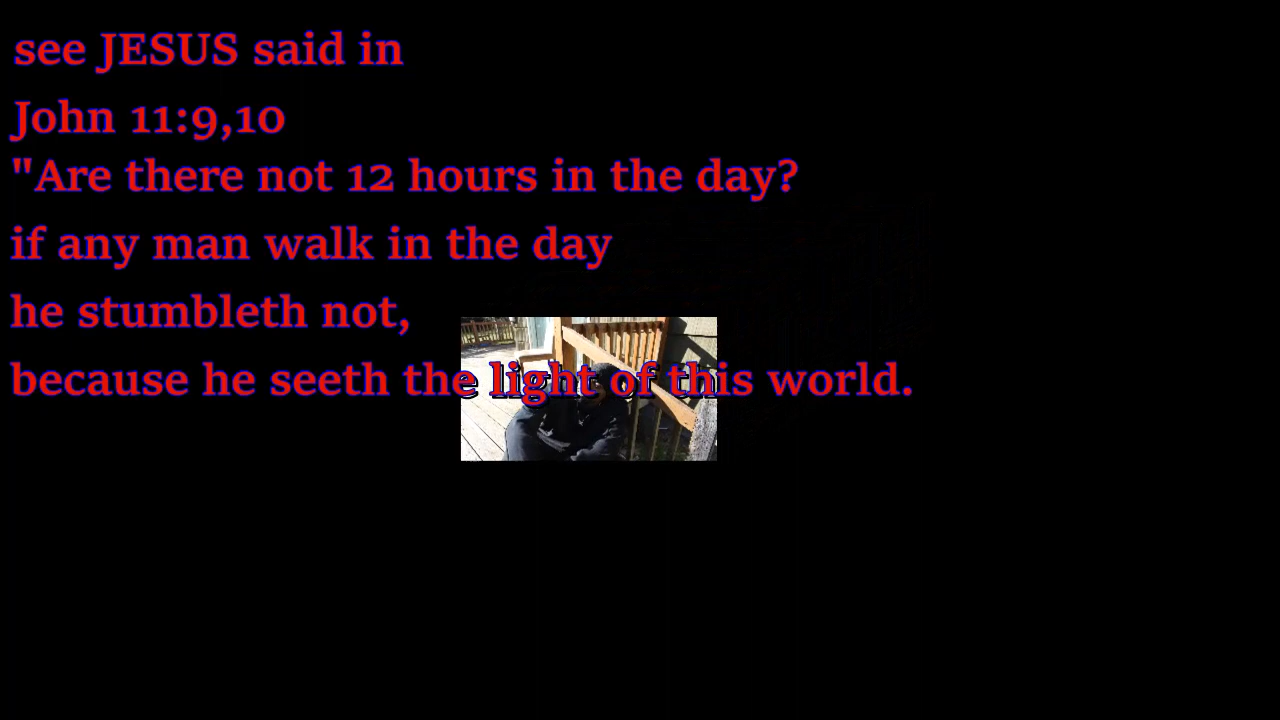 see JESUS said in
John 11:9,10
"Are there not 12 hours in the day?
if any man walk in the day
he stumbleth not,
because he seeth the light of this world.